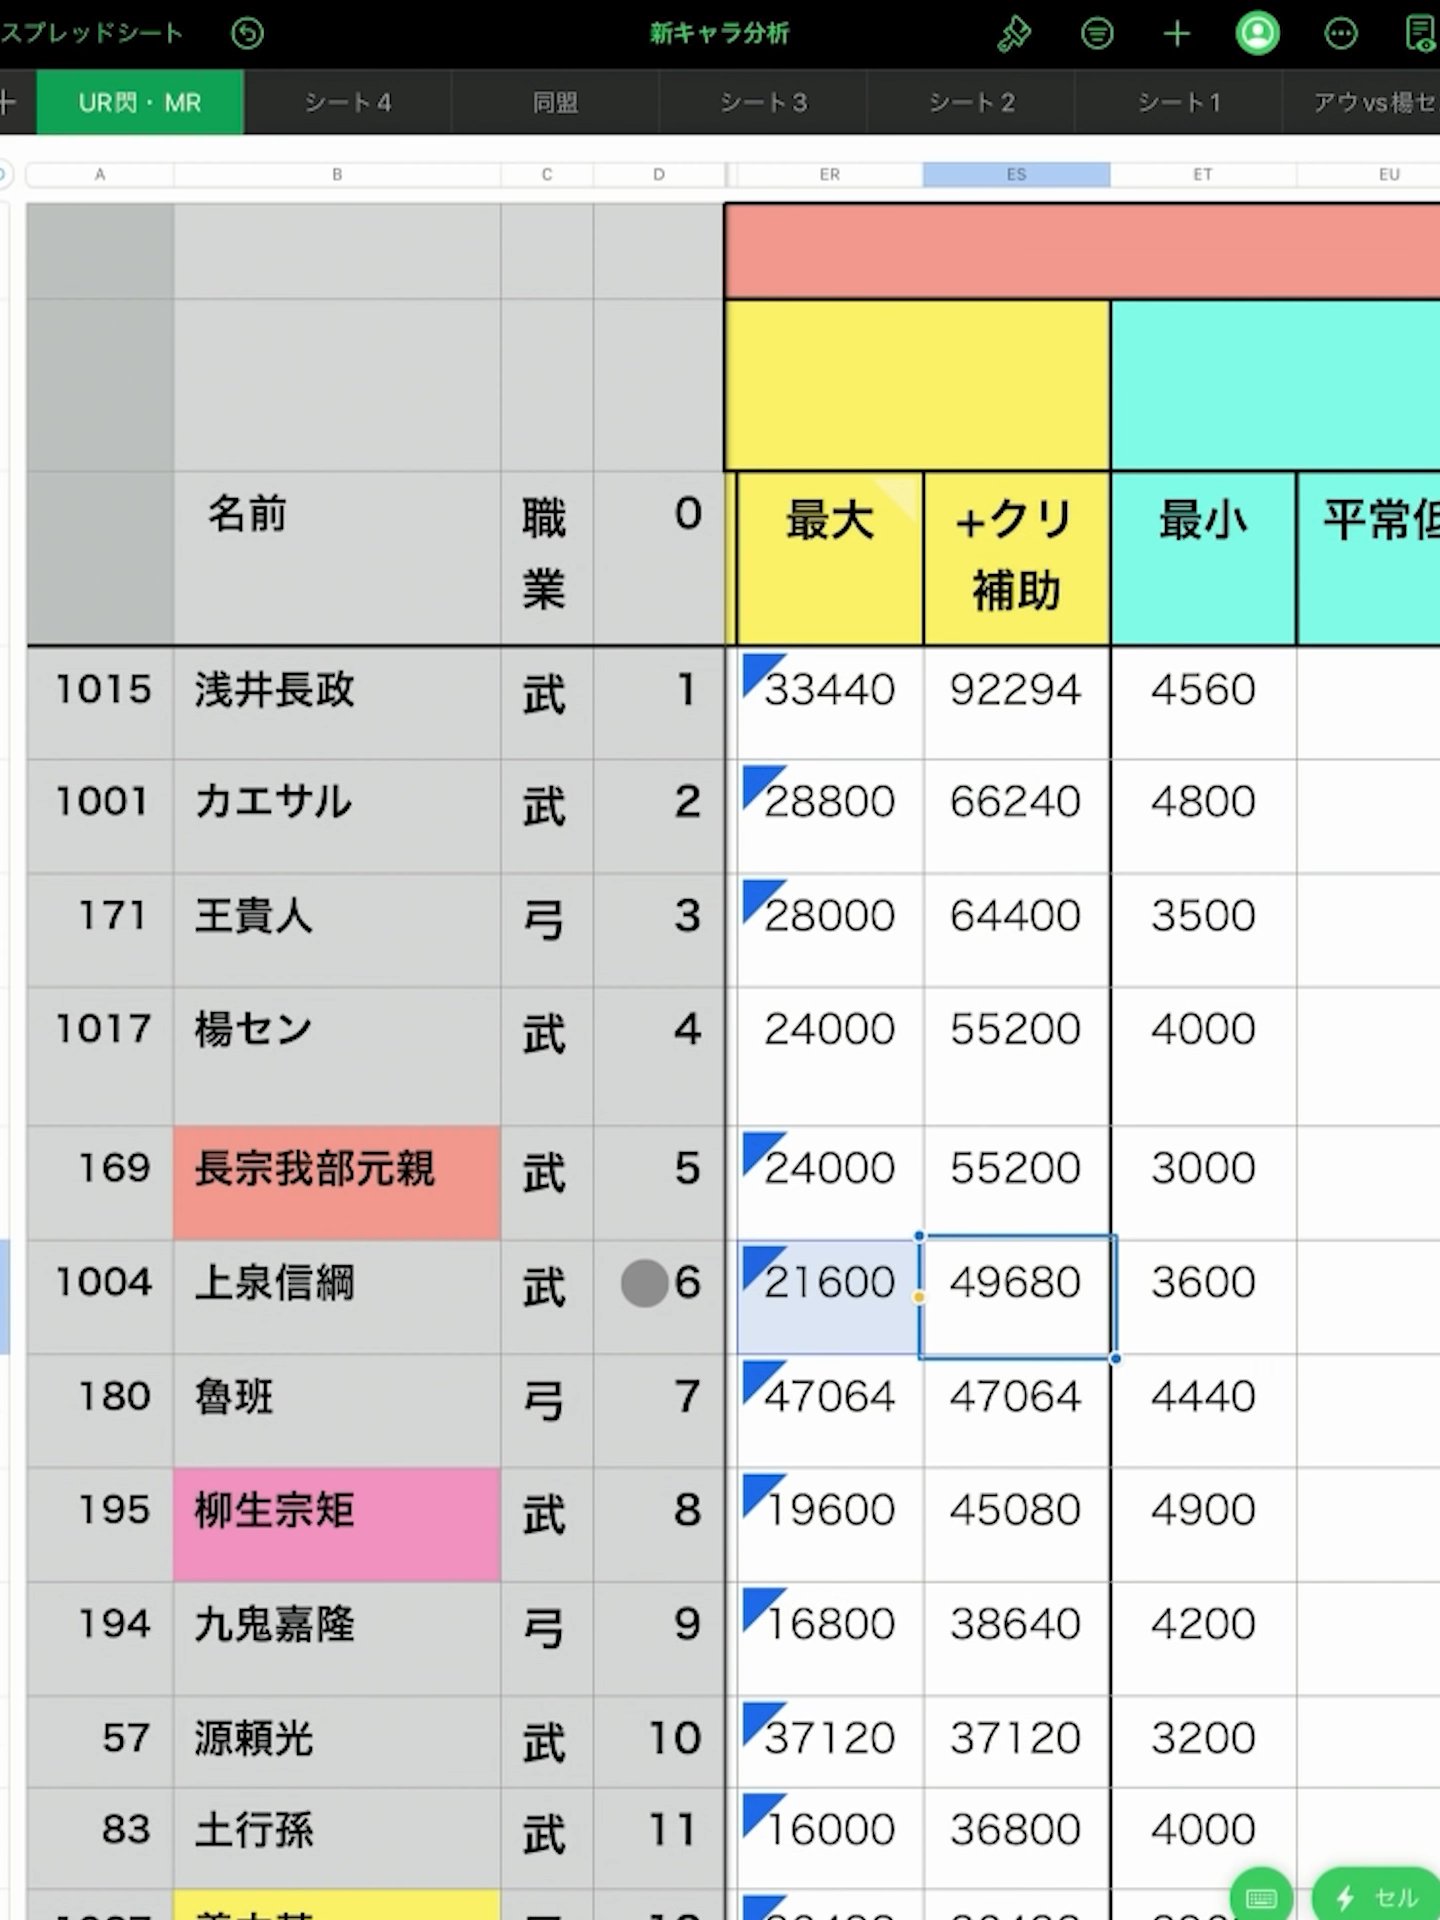 スプレッドシート 新キャラ分析
UR閃・MR シート4 同盟 シート3 シート2 シート1 アウvs楊セ
A B C D ER ES ET EU
名前 職業 0 最大 +クリ補助 最小 平常低
1015 浅井長政 武 1 33440 92294 4560
1001 カエサル 武 2 28800 66240 4800
171 王貴人 弓 3 28000 64400 3500
1017 楊セン 武 4 24000 55200 4000
169 長宗我部元親 武 5 24000 55200 3000
1004 上泉信綱 武 6 21600 49680 3600
180 魯班 弓 7 47064 47064 4440
195 柳生宗矩 武 8 19600 45080 4900
194 九鬼嘉隆 弓 9 16800 38640 4200
57 源頼光 武 10 37120 37120 3200
83 土行孫 武 11 16000 36800 4000
セル